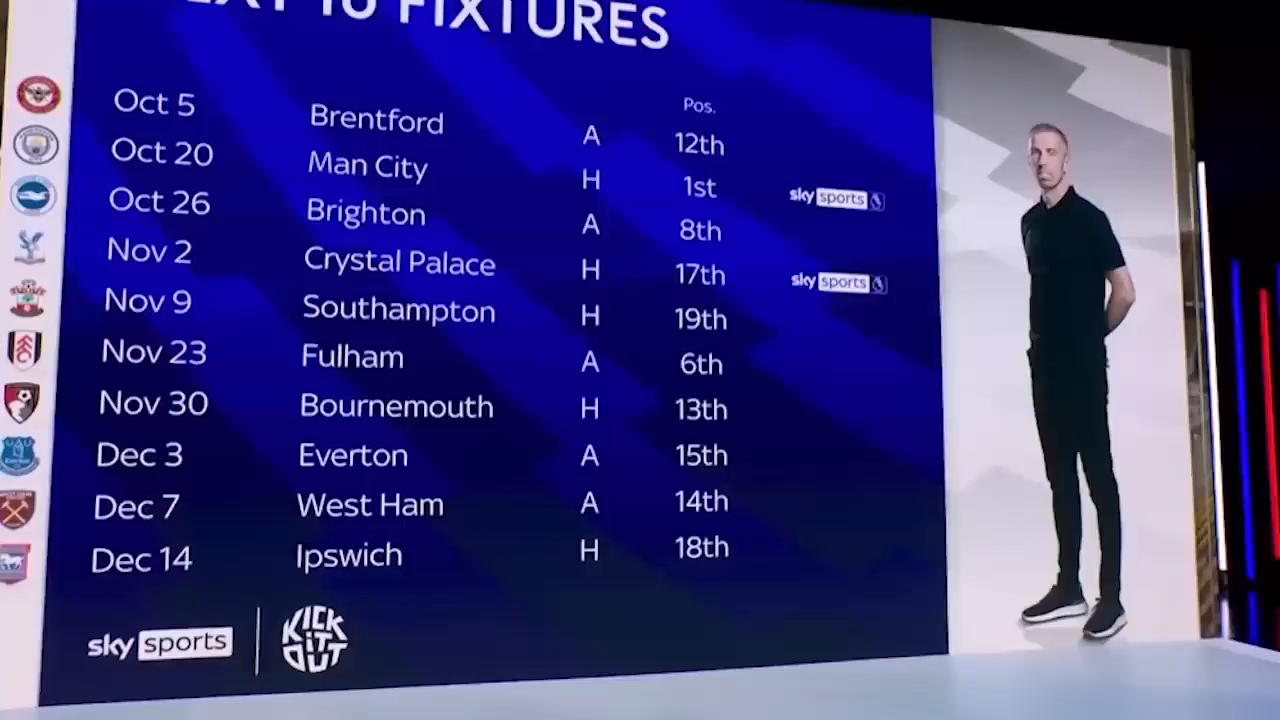 NEXT 10 FIXTURES
Pos.
Oct 5 Brentford A 12th
Oct 20 Man City H 1st sky sports
Oct 26 Brighton A 8th
Nov 2 Crystal Palace H 17th sky sports
Nov 9 Southampton H 19th
Nov 23 Fulham A 6th
Nov 30 Bournemouth H 13th
Dec 3 Everton A 15th
Dec 7 West Ham A 14th
Dec 14 Ipswich H 18th
sky sports KICK IT OUT